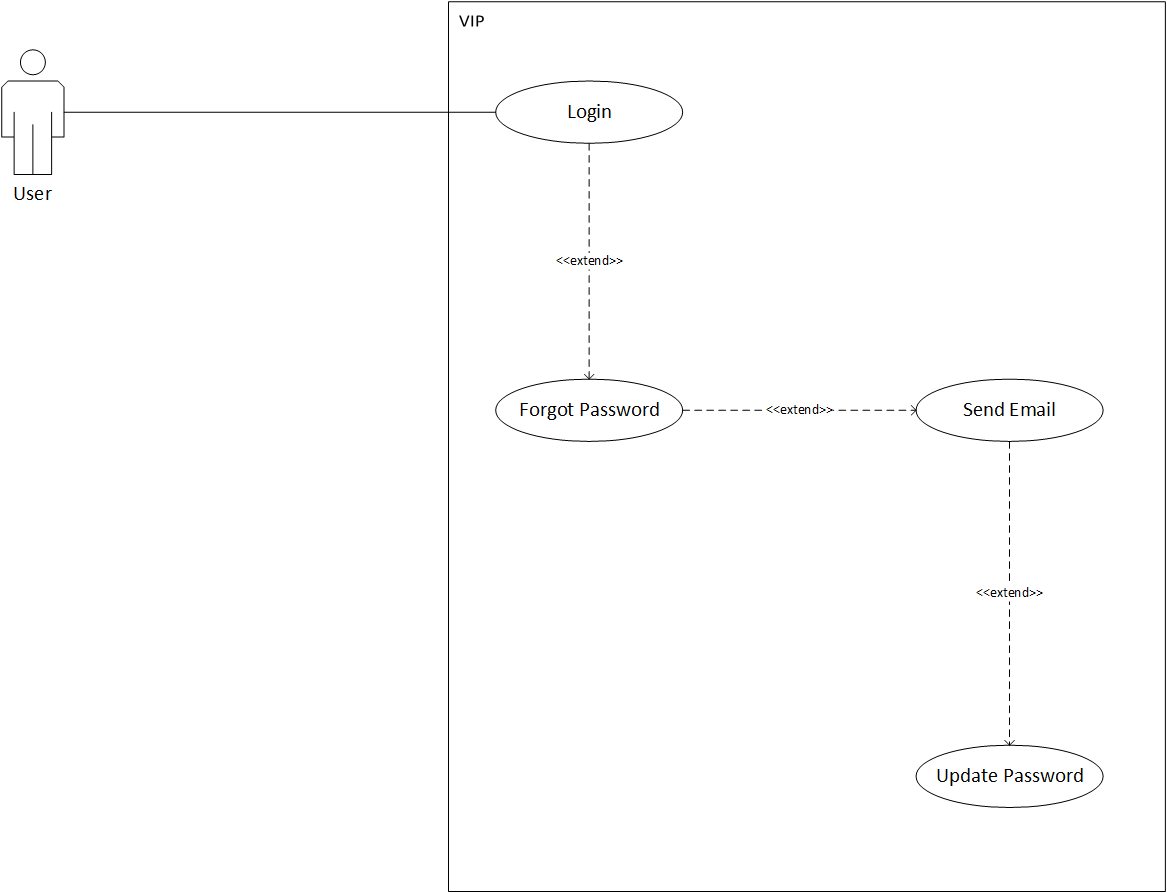 VIP
Login
User
<<extend>>
Forgot Password
<<extend>>
Send Email
<<extend>>
Update Password